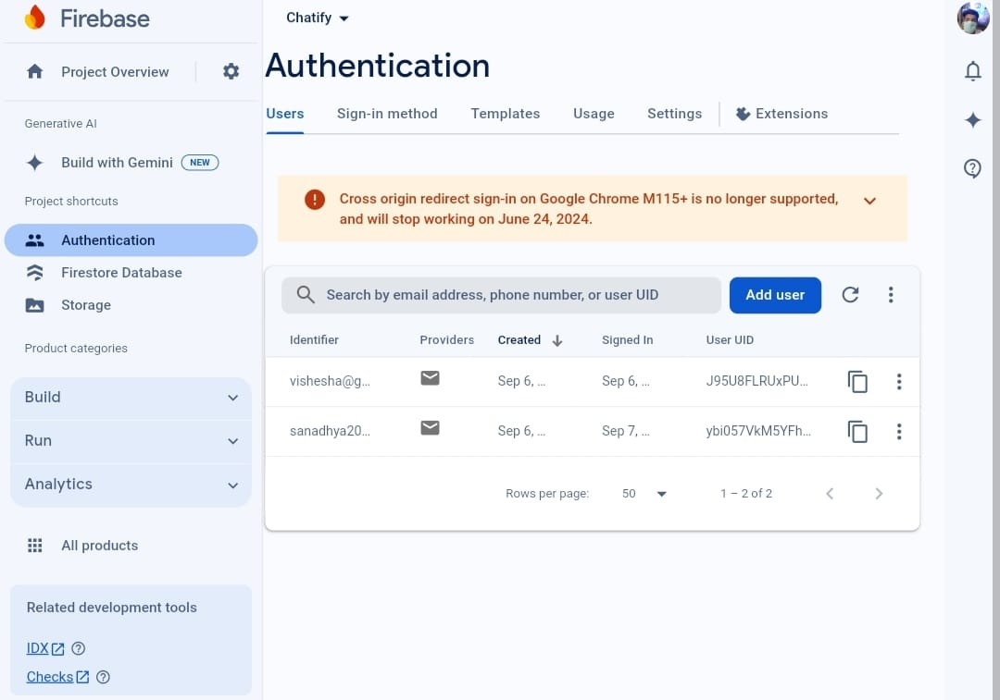 Firebase
Project Overview
Generative AI
Build with Gemini NEW
Project shortcuts
Authentication
Firestore Database
Storage
Product categories
Build
Run
Analytics
All products
Related development tools
IDX
Checks
Chatify
Authentication
Users Sign-in method Templates Usage Settings Extensions
Cross origin redirect sign-in on Google Chrome M115+ is no longer supported,
and will stop working on June 24, 2024.
Search by email address, phone number, or user UID Add user
Identifier Providers Created Signed In User UID
vishesha@g... Sep 6, ... Sep 6, ... J95U8FLRUxPU...
sanadhya20... Sep 6, ... Sep 7, ... ybi057VkM5YFh...
Rows per page: 50 1 – 2 of 2